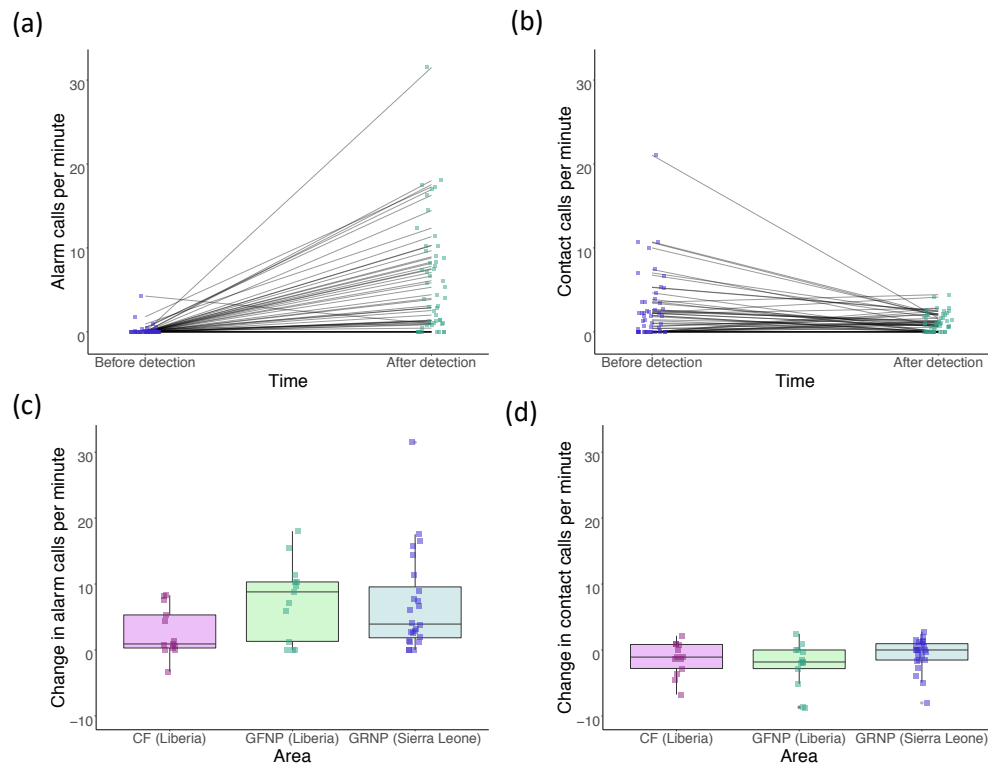 (a)
Alarm calls per minute
30
20
10
0
Before detection
After detection
Time
(b)
Contact calls per minute
30
20
10
0
Before detection
After detection
Time
(c)
Change in alarm calls per minute
30
20
10
0
−10
CF (Liberia)
GFNP (Liberia)
GRNP (Sierra Leone)
Area
(d)
Change in contact calls per minute
30
20
10
0
−10
CF (Liberia)
GFNP (Liberia)
GRNP (Sierra Leone)
Area